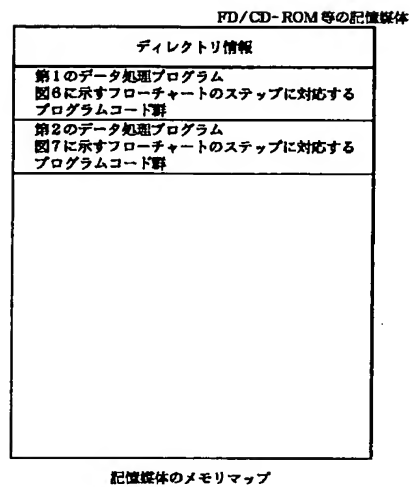 FD/CD-ROM等の記憶媒体
ディレクトリ情報
第1のデータ処理プログラム
図6に示すフローチャートのステップに対応する
プログラムコード群
第2のデータ処理プログラム
図7に示すフローチャートのステップに対応する
プログラムコード群
記憶媒体のメモリマップ